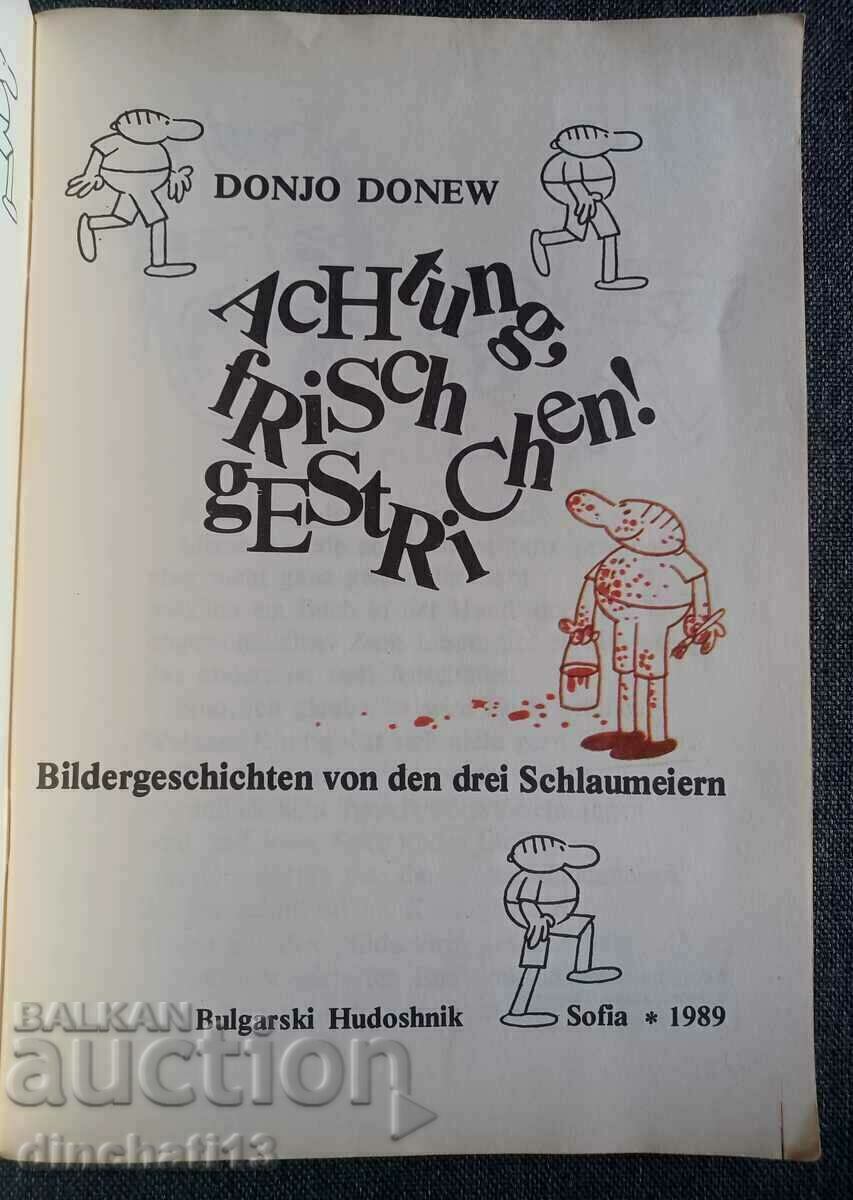 DONJO DONEW
AcHtung,
fRiScH
gEStRiChen!
Bildergeschichten von den drei Schlaumeiern
Bulgarski Hudoshnik Sofia * 1989
BALKAN
auction
dinchati13